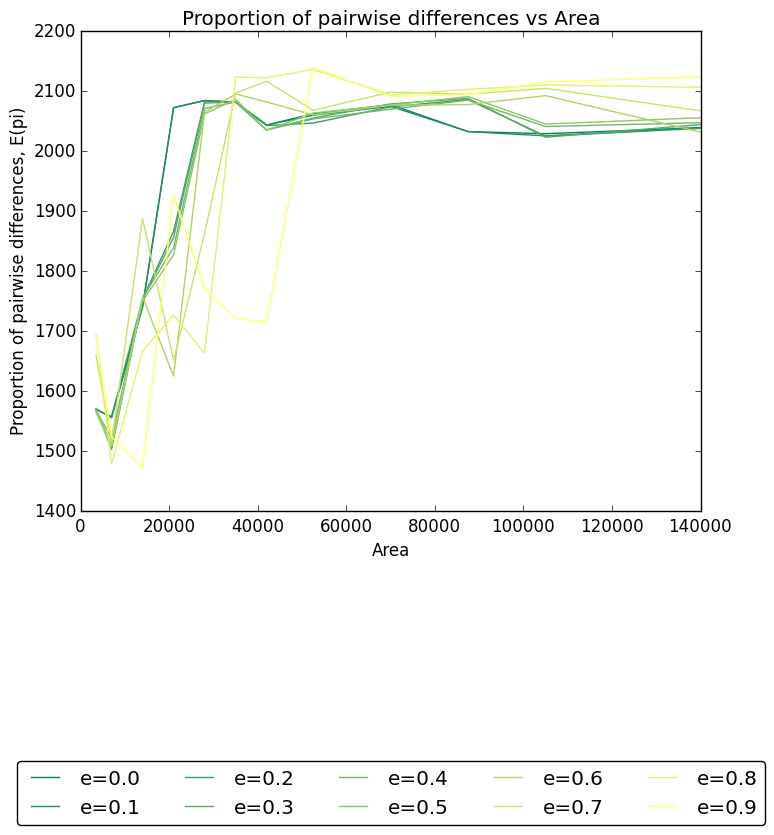 Proportion of pairwise differences vs Area
2200
2100
2000
1900
1800
1700
1600
1500
1400
Proportion of pairwise differences, E(pi)
0 20000 40000 60000 80000 100000 120000 140000
Area
e=0.0 e=0.2 e=0.4 e=0.6 e=0.8
e=0.1 e=0.3 e=0.5 e=0.7 e=0.9